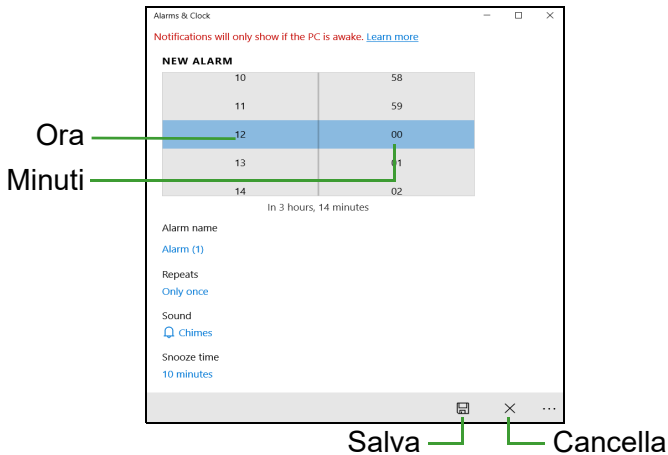 Alarms & Clock
Notifications will only show if the PC is awake. Learn more
NEW ALARM
10 58
11 59
Ora 12 00
Minuti 13 01
14 02
In 3 hours, 14 minutes
Alarm name
Alarm (1)
Repeats
Only once
Sound
Chimes
Snooze time
10 minutes
Salva Cancella